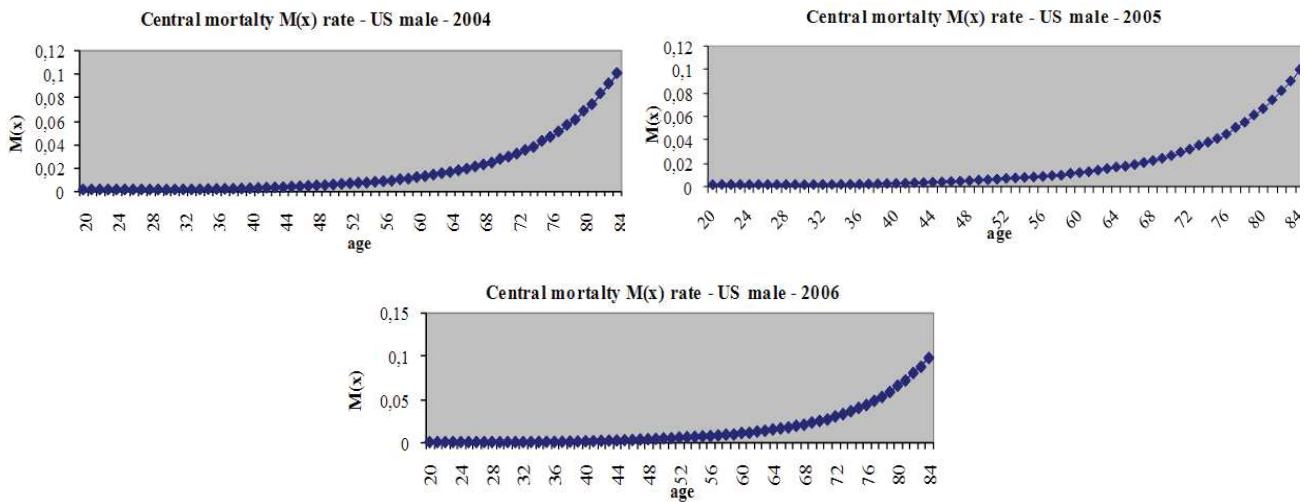 Central mortalty M(x) rate - US male - 2004
0,12
0,1
0,08
0,06
0,04
0,02
0
M(x)
20 24 28 32 36 40 44 48 52 56 60 64 68 72 76 80 84
age
Central mortalty M(x) rate - US male - 2005
0,12
0,1
0,08
0,06
0,04
0,02
0
M(x)
20 24 28 32 36 40 44 48 52 56 60 64 68 72 76 80 84
age
Central mortalty M(x) rate - US male - 2006
0,15
0,1
0,05
0
M(x)
20 24 28 32 36 40 44 48 52 56 60 64 68 72 76 80 84
age